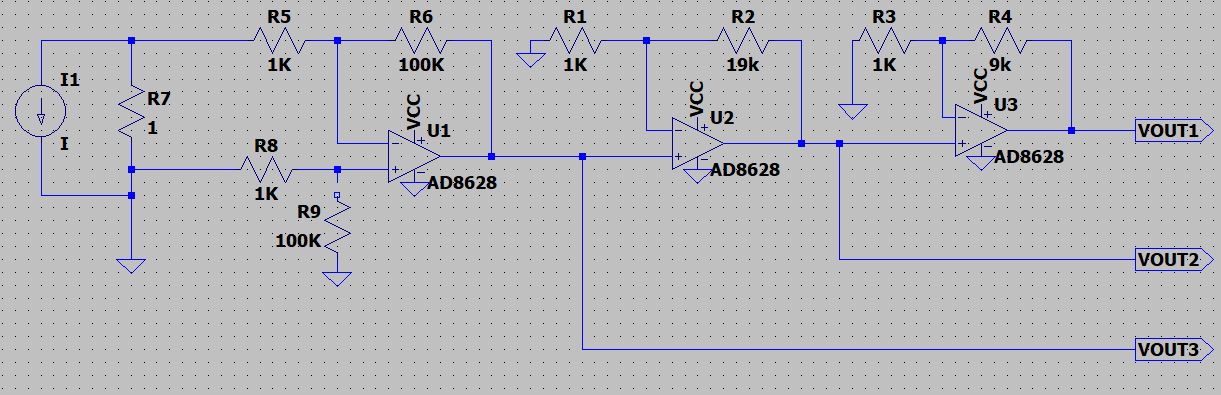 R5
R6
R1
R2
R3
R4
1K
100K
1K
19k
1K
9k
I1
I
R7
1
VCC
U1
VCC
U2
VCC
U3
VOUT1
R8
1K
AD8628
AD8628
AD8628
R9
100K
VOUT2
VOUT3